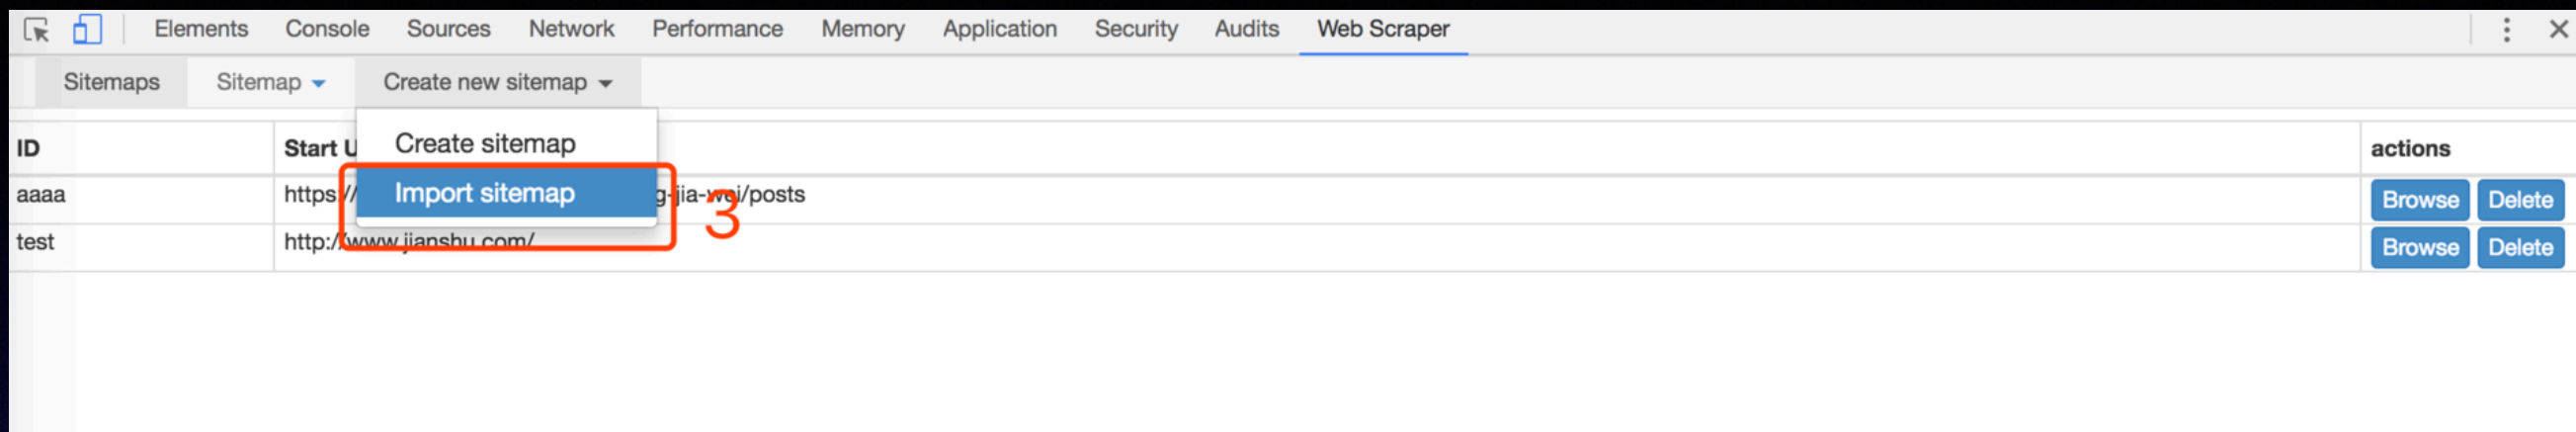 Elements Console Sources Network Performance Memory Application Security Audits Web Scraper
Sitemaps Sitemap Create new sitemap
Create sitemap
ID Start U actions
Import sitemap
aaaa https:// g-jia-wei/posts Browse Delete
3
test http://www.jianshu.com/ Browse Delete